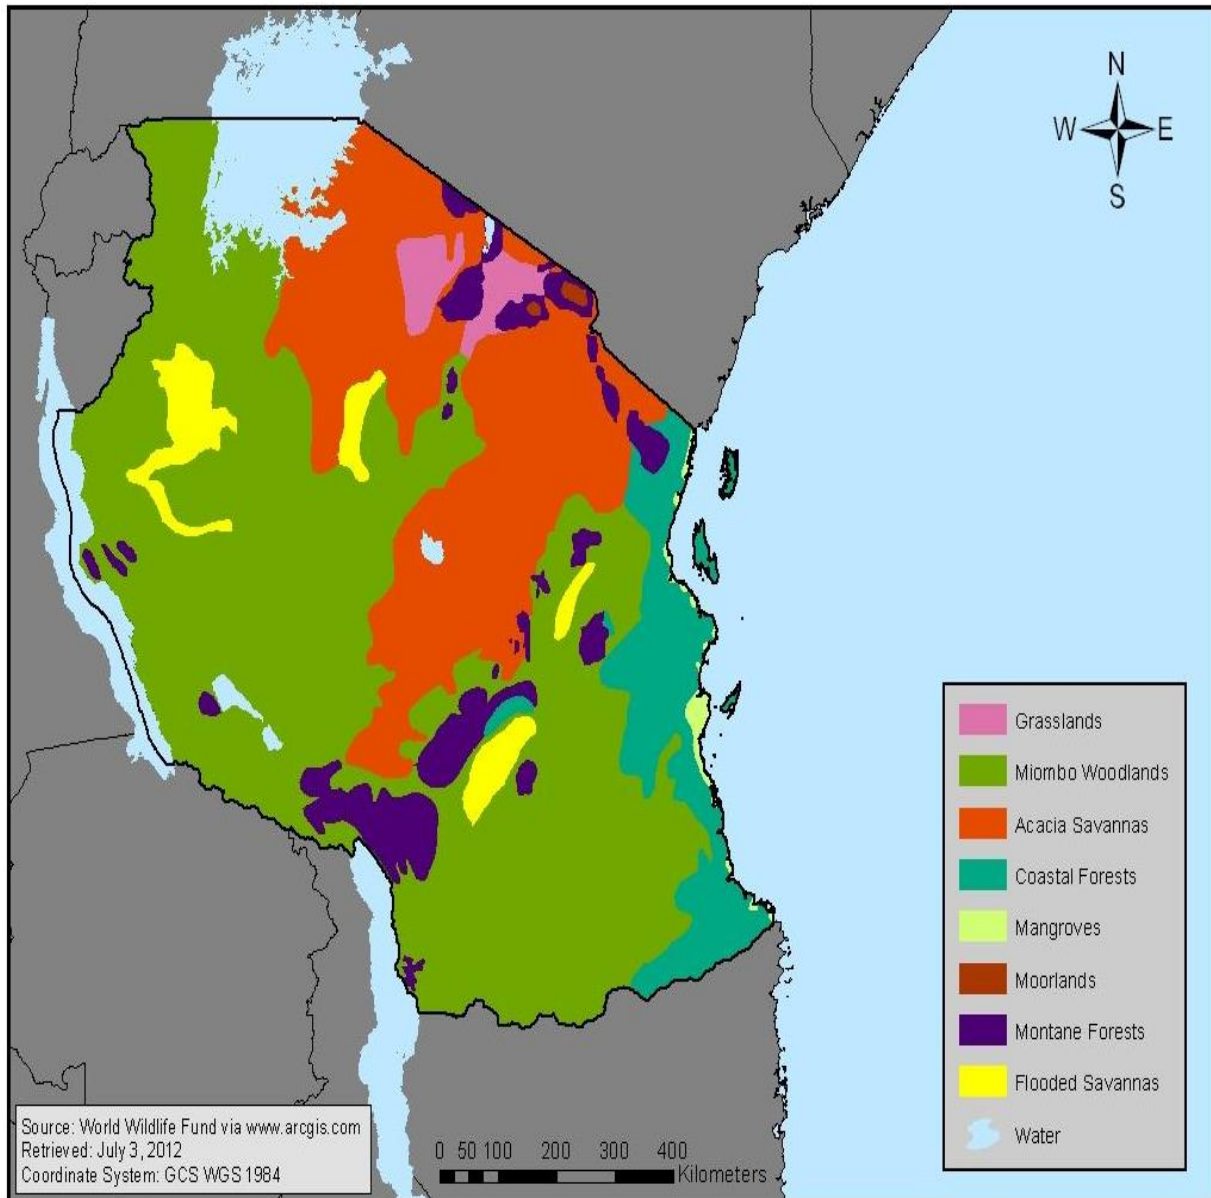 N
W E
S
Grasslands
Miombo Woodlands
Acacia Savannas
Coastal Forests
Mangroves
Moorlands
Montane Forests
Flooded Savannas
Water
Source: World Wildlife Fund via www.arcgis.com
Retrieved: July 3, 2012
Coordinate System: GCS WGS 1984
0 50 100 200 300 400
Kilometers